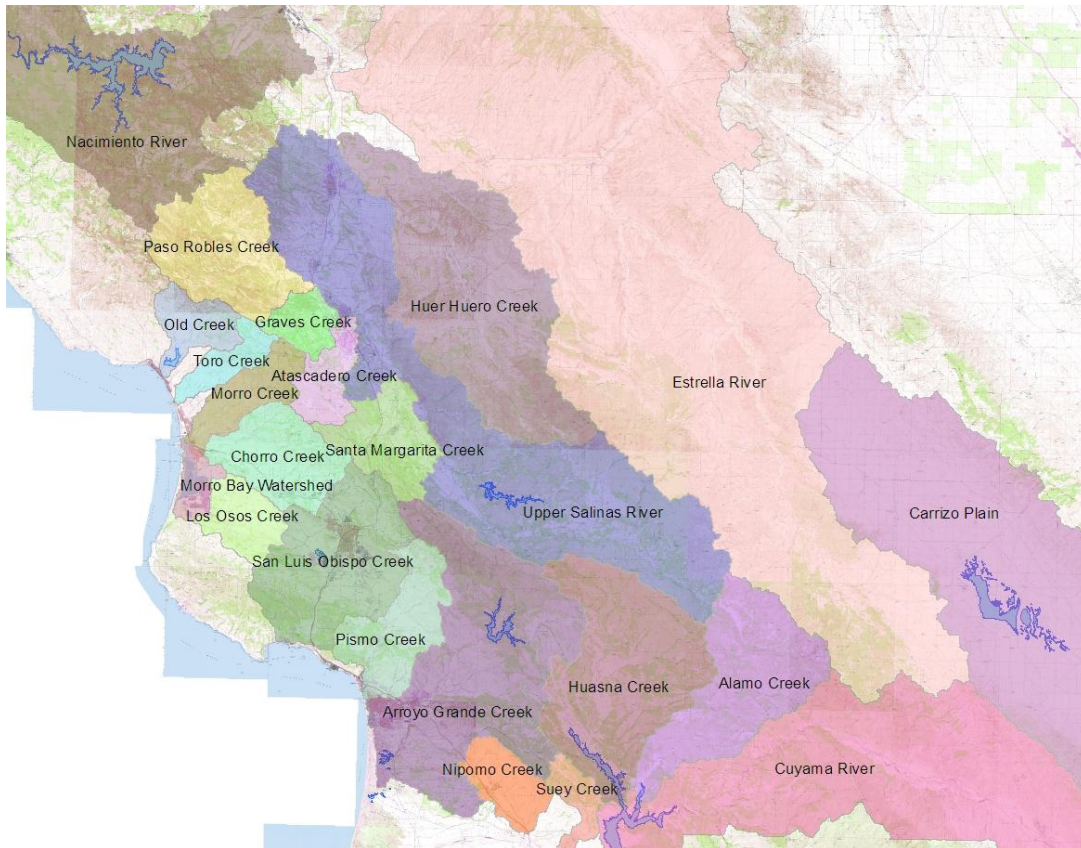 Nacimiento River
Paso Robles Creek
Huer Huero Creek
Old Creek
Graves Creek
Toro Creek
Atascadero Creek
Estrella River
Morro Creek
Santa Margarita Creek
Chorro Creek
Morro Bay Watershed
Los Osos Creek
Upper Salinas River
Carrizo Plain
San Luis Obispo Creek
Pismo Creek
Huasna Creek
Alamo Creek
Arroyo Grande Creek
Nipomo Creek
Cuyama River
Suey Creek